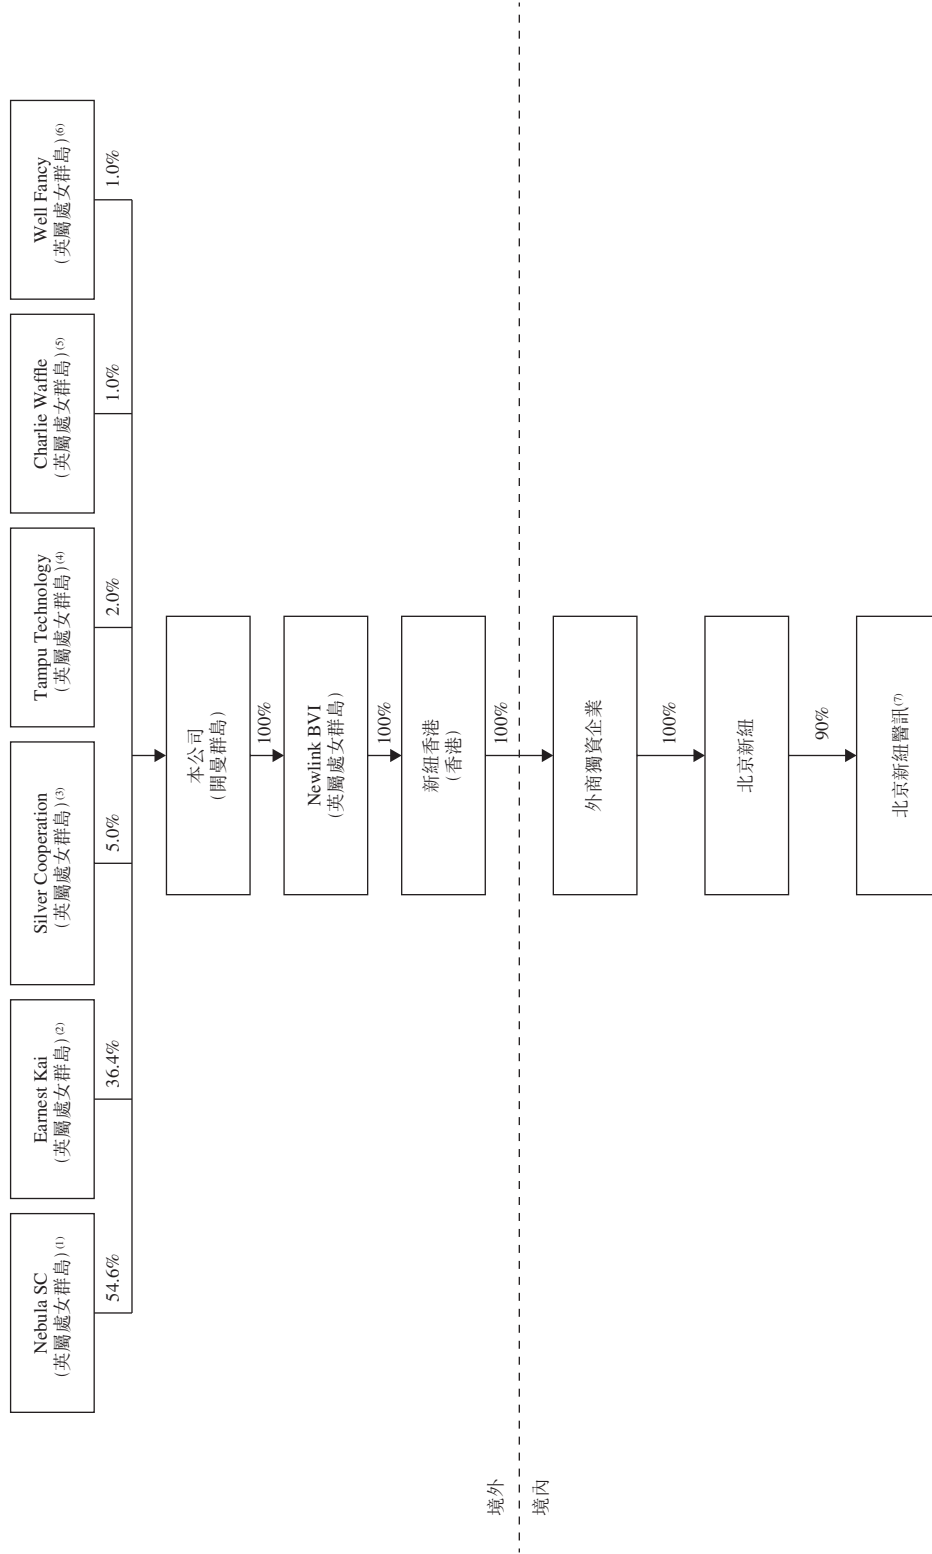 Nebula SC
(英屬處女群島)(1)
Earnest Kai
(英屬處女群島)(2)
Silver Cooperation
(英屬處女群島)(3)
Tampu Technology
(英屬處女群島)(4)
Charlie Waffle
(英屬處女群島)(5)
Well Fancy
(英屬處女群島)(6)
54.6%
36.4%
5.0%
2.0%
1.0%
1.0%
本公司
(開曼群島)
100%
Newlink BVI
(英屬處女群島)
100%
新紐香港
(香港)
100%
境外
境內
外商獨資企業
100%
北京新紐
90%
北京新紐醫訊(7)